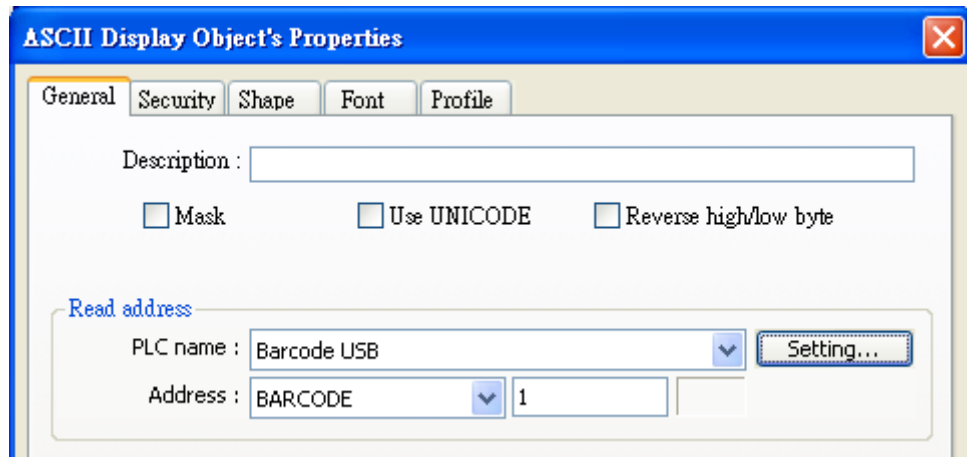 ASCII Display Object's Properties
General Security Shape Font Profile
Description :
Mask Use UNICODE Reverse high/low byte
Read address
PLC name : Barcode USB Setting...
Address : BARCODE 1